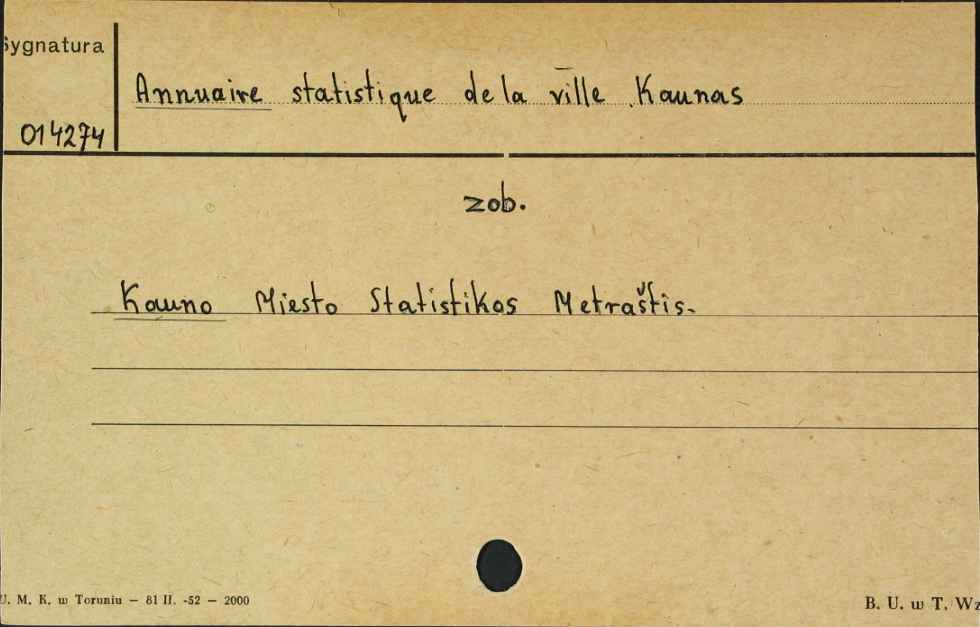 Sygnatura
Annuaire statistique de la ville Kaunas
014274
zob.
Kauno Miesto Statistikos Metraštis.
U. M. K. w Toruniu – 81 II. -52 – 2000
B. U. w T. Wz